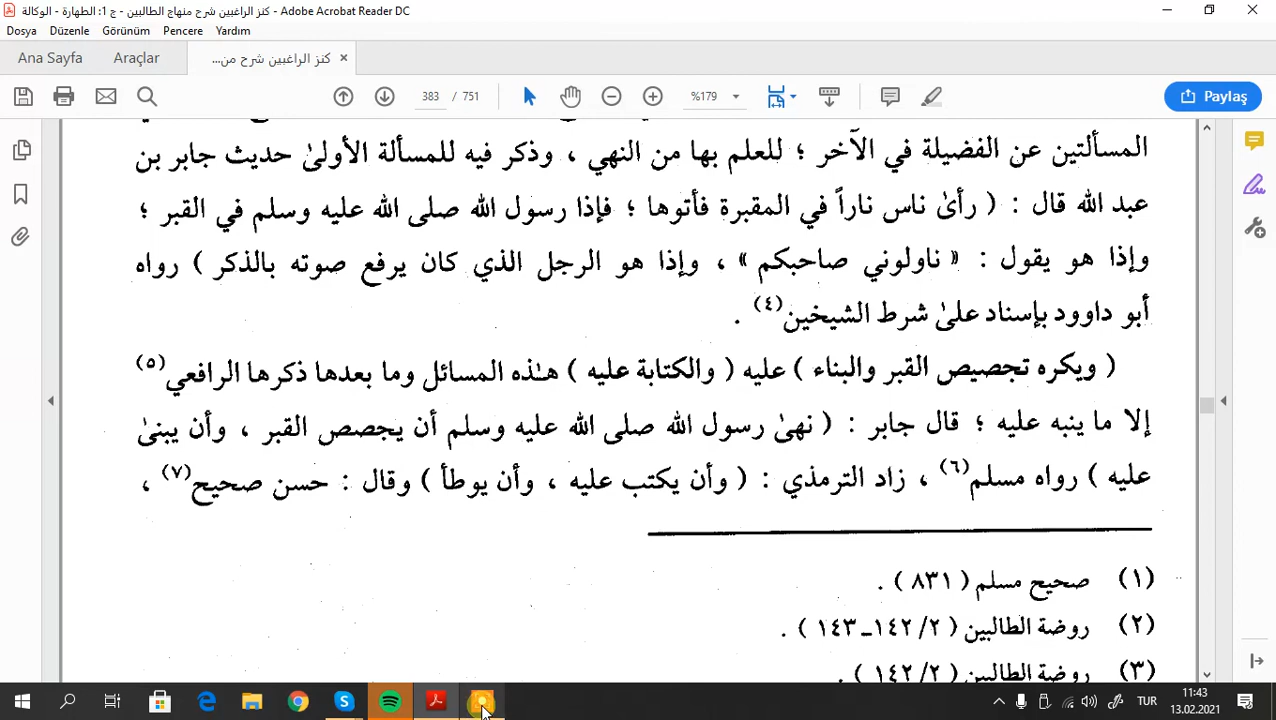 كنز الراغبين شرح منهاج الطالبين - ج 1: الطهارة - الوكالة - Adobe Acrobat Reader DC
Dosya Düzenle Görünüm Pencere Yardım
Ana Sayfa Araçlar كنز الراغبين شرح من... ×
383 / 751 %179 Paylaş
المسألتين عن الفضيلة في الآخر ؛ للعلم بها من النهي ، وذكر فيه للمسألة الأولىٰ حديث جابر بن
عبد الله قال : ( رأىٰ ناس ناراً في المقبرة فأتوها ؛ فإذا رسول الله صلى الله عليه وسلم في القبر ؛
وإذا هو يقول : « ناولوني صاحبكم » ، وإذا هو الرجل الذي كان يرفع صوته بالذكر ) رواه
أبو داوود بإسناد علىٰ شرط الشيخين(٤) .
( ويكره تجصيص القبر والبناء ) عليه ( والكتابة عليه ) هـٰذه المسائل وما بعدها ذكرها الرافعي(٥)
إلا ما ينبه عليه ؛ قال جابر : ( نهىٰ رسول الله صلى الله عليه وسلم أن يجصص القبر ، وأن يبنىٰ
عليه ) رواه مسلم(٦) ، زاد الترمذي : ( وأن يكتب عليه ، وأن يوطأ ) وقال : حسن صحيح(٧) ،
(١) صحيح مسلم ( ٨٣١ ) .
(٢) روضة الطالبين ( ٢/ ١٤٢ـ١٤٣ ) .
(٣) روضة الطالبين ( ٢/ ١٤٢ ) .
TUR 11:43
13.02.2021